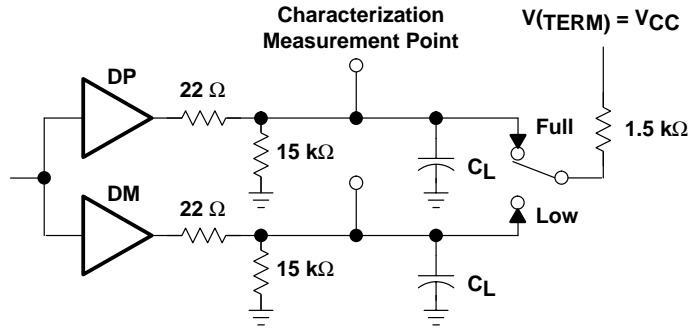 Characterization
Measurement Point
V(TERM) = VCC
DP
22 Ω
15 kΩ
CL
Full
1.5 kΩ
DM
22 Ω
15 kΩ
CL
Low